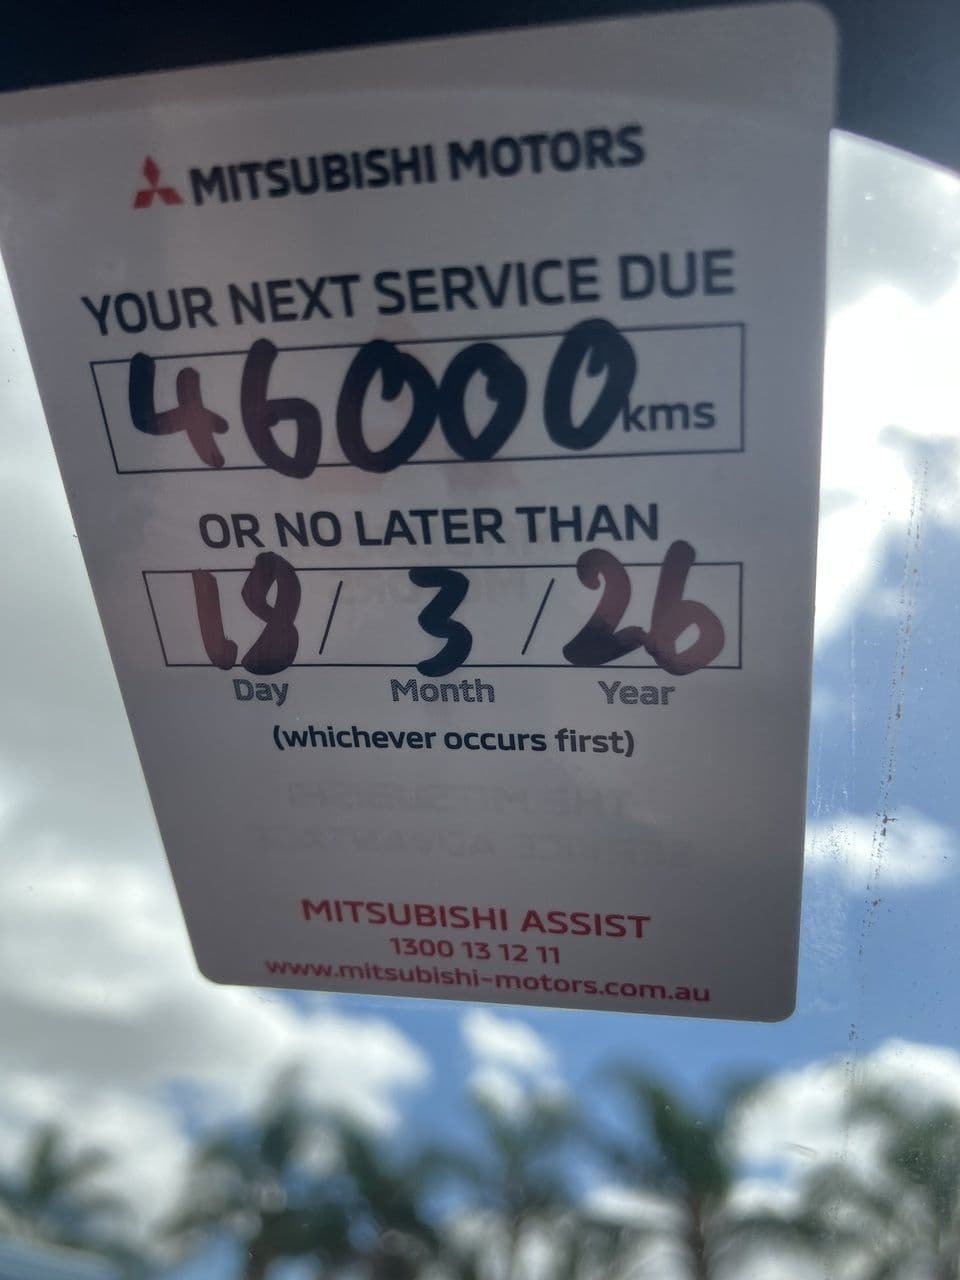 MITSUBISHI MOTORS
YOUR NEXT SERVICE DUE
46000 kms
OR NO LATER THAN
18 / 3 / 26
Day Month Year
(whichever occurs first)
MITSUBISHI ASSIST
1300 13 12 11
www.mitsubishi-motors.com.au